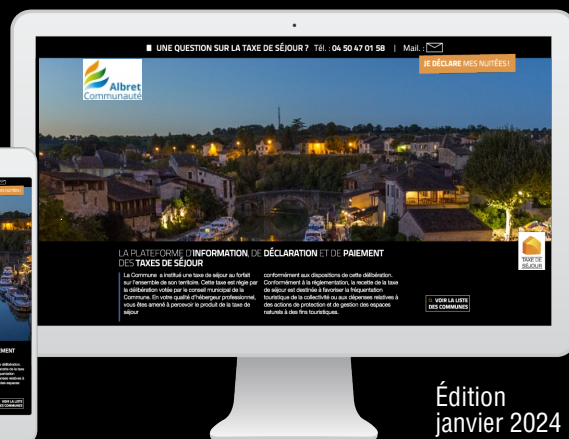 UNE QUESTION SUR LA TAXE DE SÉJOUR ? Tél. : 04 50 47 01 58 | Mail. :
JE DÉCLARE MES NUITÉES !
Albret
Communauté
LA PLATEFORME D'INFORMATION, DE DÉCLARATION ET DE PAIEMENT
DES TAXES DE SÉJOUR
La Commune a institué une taxe de séjour au forfait
sur l'ensemble de son territoire. Cette taxe est régie par
la délibération votée par le conseil municipal de la
Commune. En votre qualité d'hébergeur professionnel,
vous êtes amené à percevoir le produit de la taxe de
séjour
conformément aux dispositions de cette délibération.
Conformément à la réglementation, la recette de la taxe
de séjour est destinée à favoriser la fréquentation
touristique de la collectivité ou aux dépenses relatives à
des actions de protection et de gestion des espaces
naturels à des fins touristiques.
TAXE DE
SÉJOUR
VOIR LA LISTE
DES COMMUNES
Édition
janvier 2024